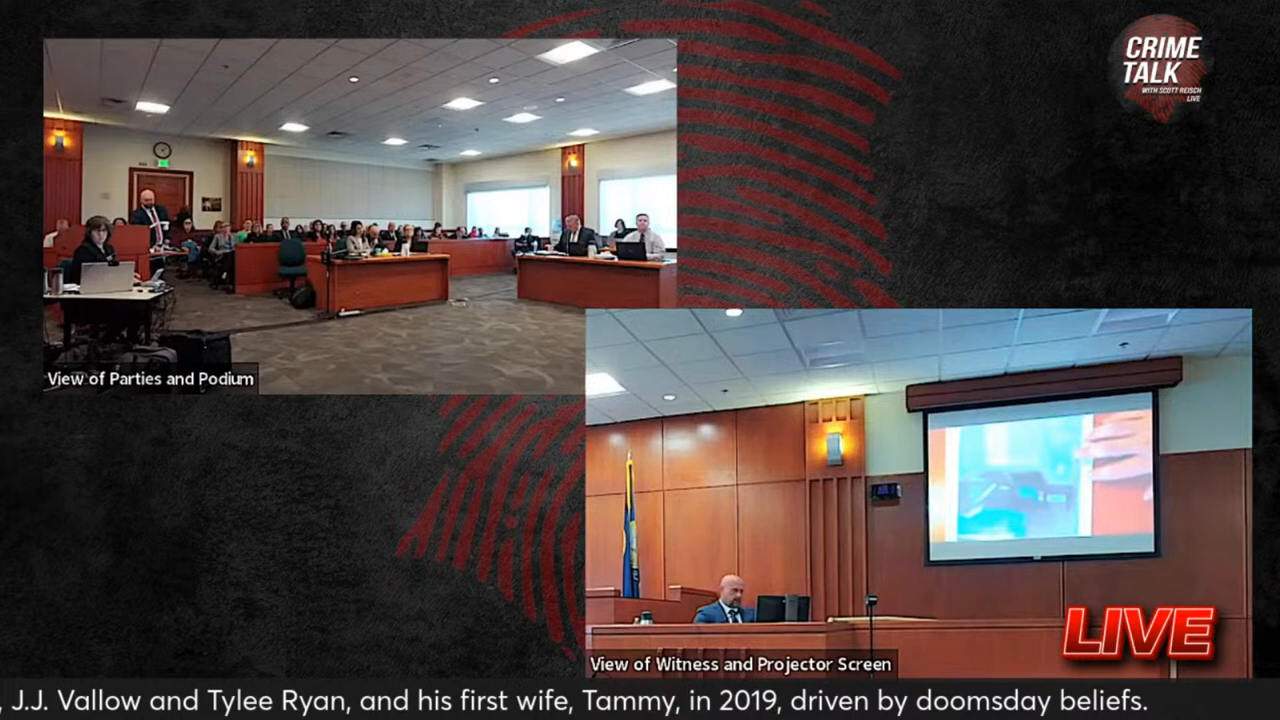 CRIME
TALK
WITH SCOTT REISCH
LIVE
View of Parties and Podium
View of Witness and Projector Screen
LIVE
, J.J. Vallow and Tylee Ryan, and his first wife, Tammy, in 2019, driven by doomsday beliefs.